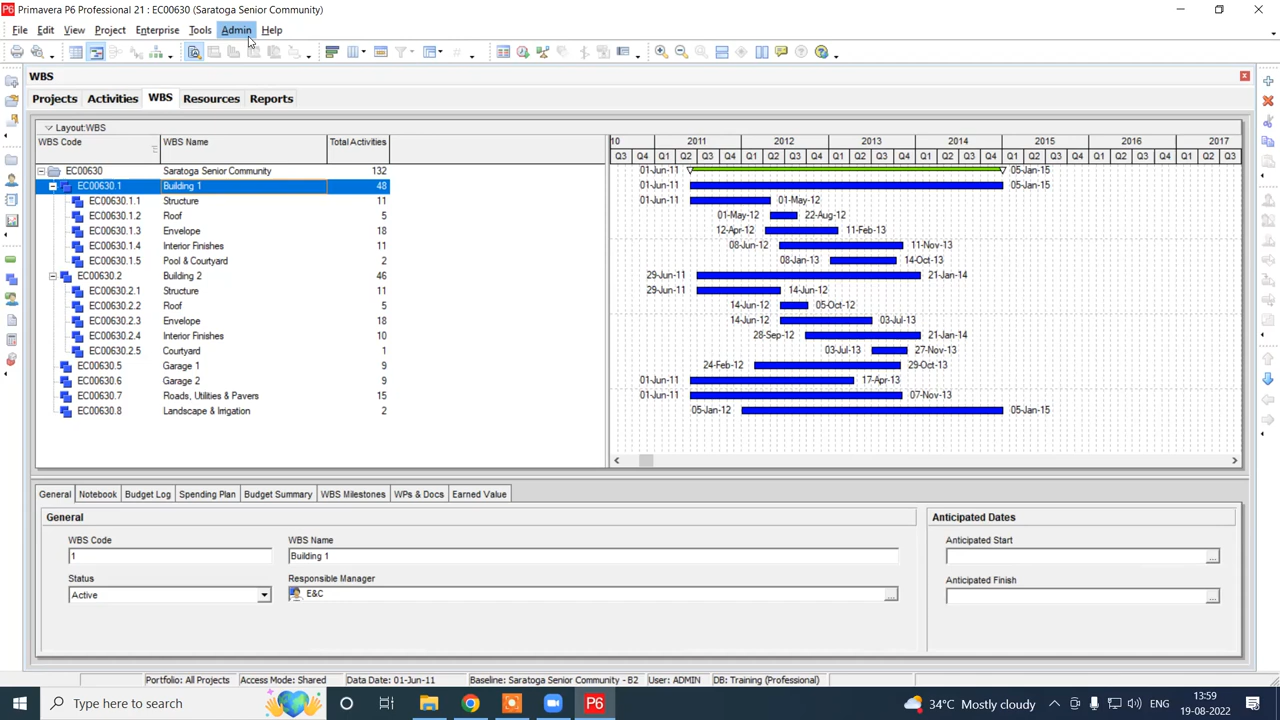 Primavera P6 Professional 21 : EC00630 (Saratoga Senior Community)
File Edit View Project Enterprise Tools Admin Help
WBS
Projects Activities WBS Resources Reports
Layout:WBS
WBS Code WBS Name Total Activities
10 2011 2012 2013 2014 2015 2016 2017
Q3 Q4 Q1 Q2 Q3 Q4 Q1 Q2 Q3 Q4 Q1 Q2 Q3 Q4 Q1 Q2 Q3 Q4 Q1 Q2 Q3 Q4 Q1 Q2 Q3 Q4 Q1 Q2 Q3
EC00630 Saratoga Senior Community 132 01-Jun-11 05-Jan-15
EC00630.1 Building 1 48 01-Jun-11 05-Jan-15
EC00630.1.1 Structure 11 01-Jun-11 01-May-12
EC00630.1.2 Roof 5 01-May-12 22-Aug-12
EC00630.1.3 Envelope 18 12-Apr-12 11-Feb-13
EC00630.1.4 Interior Finishes 11 08-Jun-12 11-Nov-13
EC00630.1.5 Pool & Courtyard 2 08-Jan-13 14-Oct-13
EC00630.2 Building 2 46 29-Jun-11 21-Jan-14
EC00630.2.1 Structure 11 29-Jun-11 14-Jun-12
EC00630.2.2 Roof 5 14-Jun-12 05-Oct-12
EC00630.2.3 Envelope 18 14-Jun-12 03-Jul-13
EC00630.2.4 Interior Finishes 10 28-Sep-12 21-Jan-14
EC00630.2.5 Courtyard 1 03-Jul-13 27-Nov-13
EC00630.5 Garage 1 9 24-Feb-12 29-Oct-13
EC00630.6 Garage 2 9 01-Jun-11 17-Apr-13
EC00630.7 Roads, Utilities & Pavers 15 01-Jun-11 07-Nov-13
EC00630.8 Landscape & Irrigation 2 05-Jan-12 05-Jan-15
General Notebook Budget Log Spending Plan Budget Summary WBS Milestones WPs & Docs Earned Value
General Anticipated Dates
WBS Code WBS Name Anticipated Start
1 Building 1
Status Responsible Manager Anticipated Finish
Active E&C
Portfolio: All Projects Access Mode: Shared Data Date: 01-Jun-11 Baseline: Saratoga Senior Community - B2 User: ADMIN DB: Training (Professional)
Type here to search P6 34°C Mostly cloudy ENG 13:59
19-08-2022